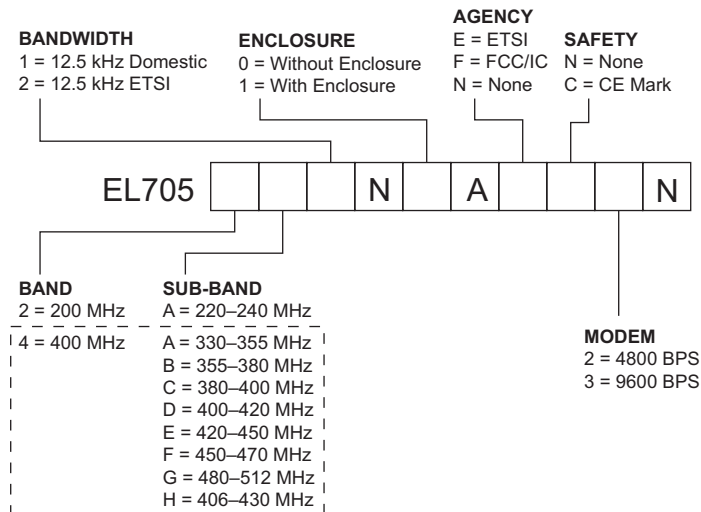 BANDWIDTH
1 = 12.5 kHz Domestic
2 = 12.5 kHz ETSI
ENCLOSURE
0 = Without Enclosure
1 = With Enclosure
AGENCY
E = ETSI
F = FCC/IC
N = None
SAFETY
N = None
C = CE Mark
EL705 N A N
BAND
2 = 200 MHz
4 = 400 MHz
SUB-BAND
A = 220–240 MHz
A = 330–355 MHz
B = 355–380 MHz
C = 380–400 MHz
D = 400–420 MHz
E = 420–450 MHz
F = 450–470 MHz
G = 480–512 MHz
H = 406–430 MHz
MODEM
2 = 4800 BPS
3 = 9600 BPS